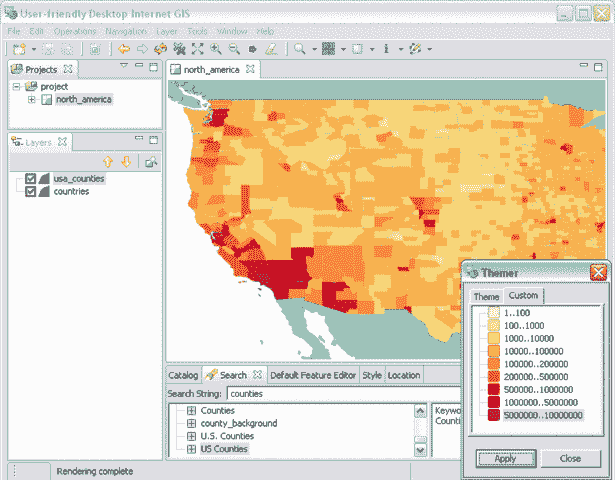 User-friendly Desktop Internet GIS
File Edit Operations Navigation Layer Tools Window Help
Projects
project
north_america
Layers
usa_counties
countries
north_america
Catalog Search Default Feature Editor Style Location
Search String: counties
Counties
county_background
U.S. Counties
US Counties
Keywo
Counti
Rendering complete
Themer
Theme Custom
1..100
100..1000
1000..10000
10000..100000
100000..200000
200000..500000
500000..1000000
1000000..5000000
5000000..10000000
Apply Close